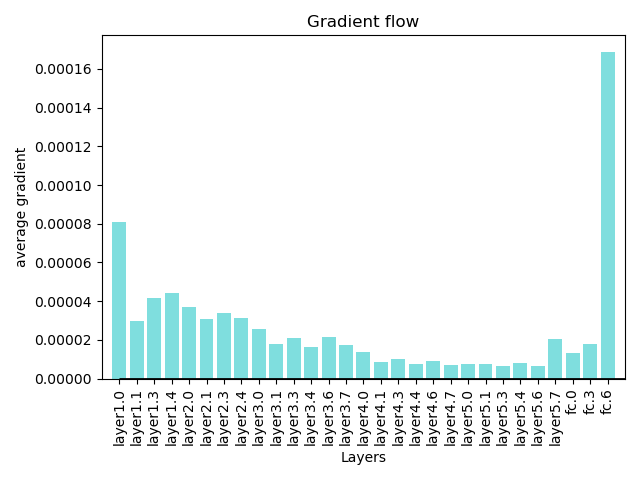 Gradient flow
average gradient
0.00016
0.00014
0.00012
0.00010
0.00008
0.00006
0.00004
0.00002
0.00000
layer1.0
layer1.1
layer1.3
layer1.4
layer2.0
layer2.1
layer2.3
layer2.4
layer3.0
layer3.1
layer3.3
layer3.4
layer3.6
layer3.7
layer4.0
layer4.1
layer4.3
layer4.4
layer4.6
layer4.7
layer5.0
layer5.1
layer5.3
layer5.4
layer5.6
layer5.7
fc.0
fc.3
fc.6
Layers